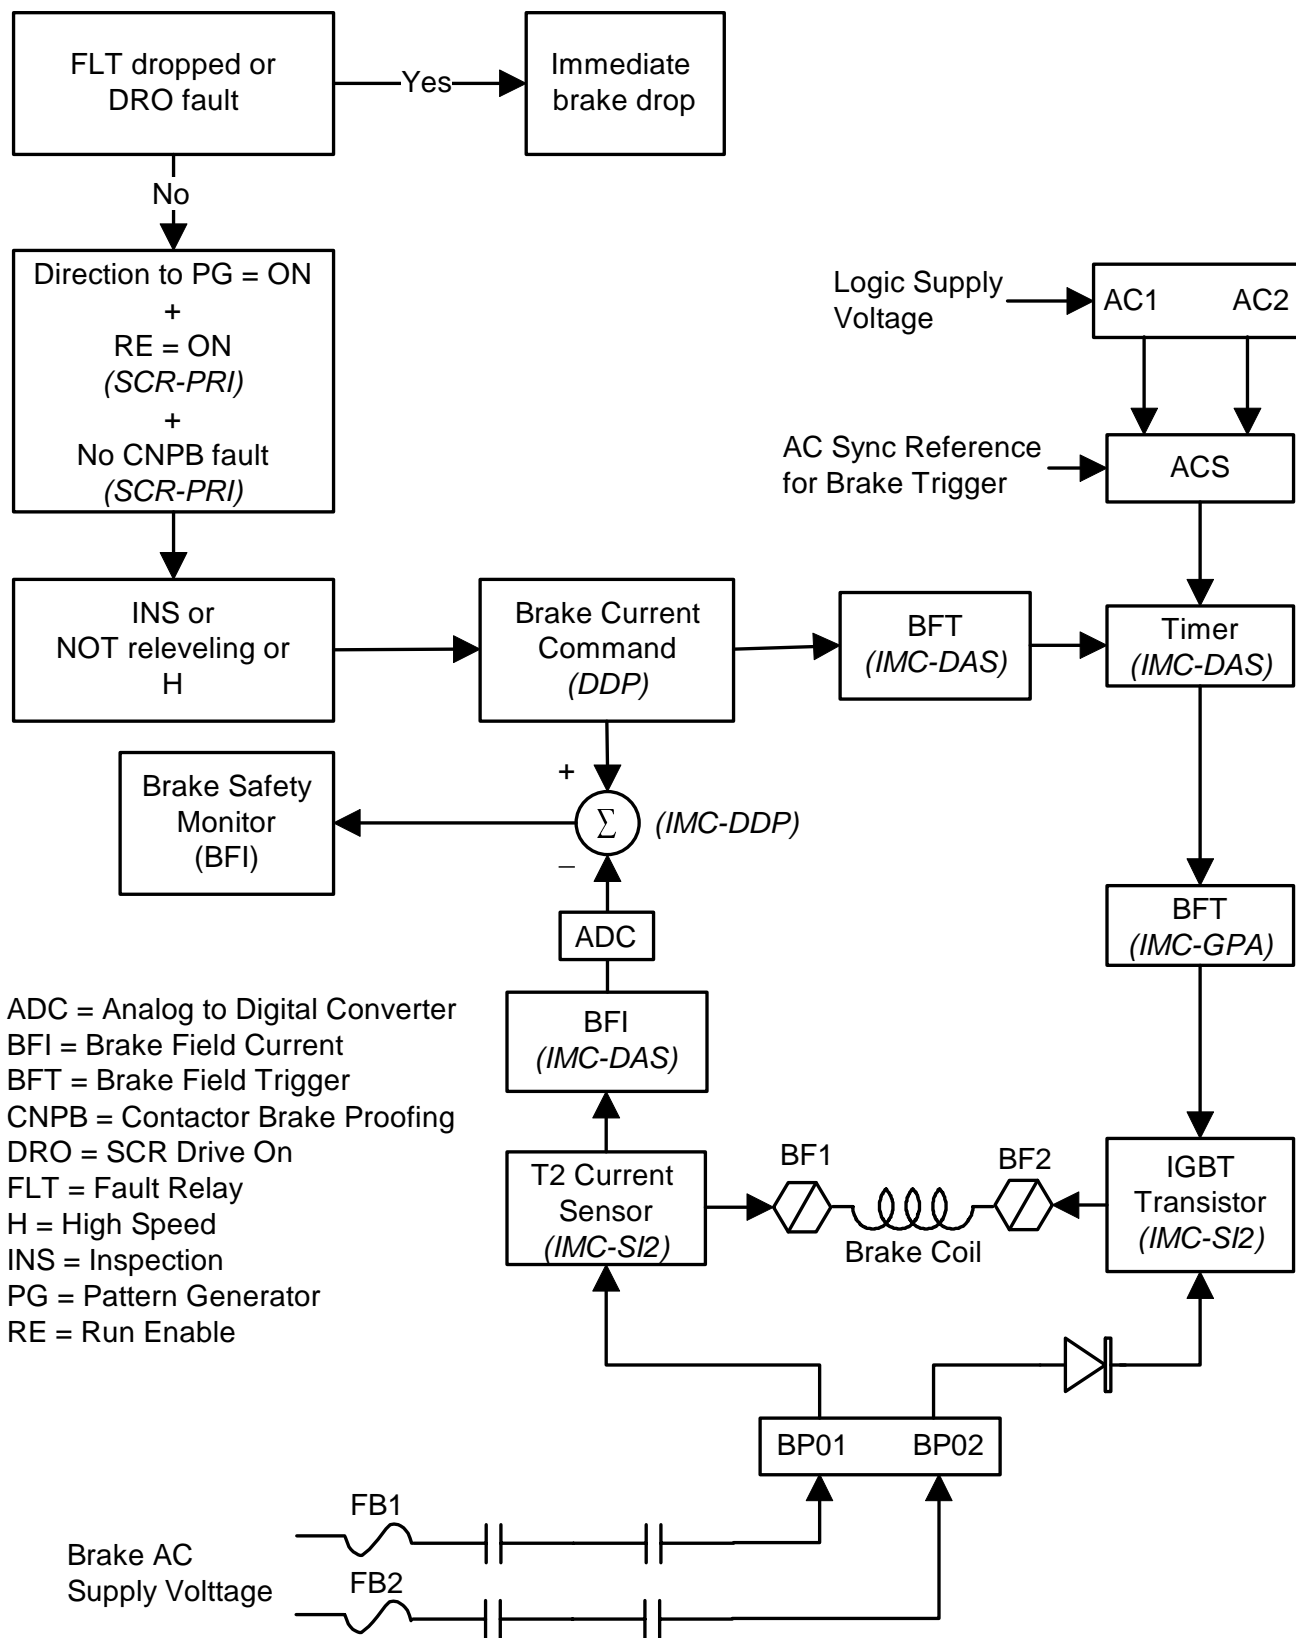 FLT dropped or
DRO fault
Yes
Immediate
brake drop
No
Direction to PG = ON
+
RE = ON
(SCR-PRI)
+
No CNPB fault
(SCR-PRI)
Logic Supply
Voltage
AC1 AC2
AC Sync Reference
for Brake Trigger
ACS
INS or
NOT releveling or
H
Brake Current
Command
(DDP)
BFT
(IMC-DAS)
Timer
(IMC-DAS)
Brake Safety
Monitor
(BFI)
+
Σ
−
(IMC-DDP)
ADC
BFT
(IMC-GPA)
BFI
(IMC-DAS)
ADC = Analog to Digital Converter
BFI = Brake Field Current
BFT = Brake Field Trigger
CNPB = Contactor Brake Proofing
DRO = SCR Drive On
FLT = Fault Relay
H = High Speed
INS = Inspection
PG = Pattern Generator
RE = Run Enable
T2 Current
Sensor
(IMC-SI2)
BF1
BF2
Brake Coil
IGBT
Transistor
(IMC-SI2)
BP01 BP02
FB1
Brake AC
Supply Volttage
FB2